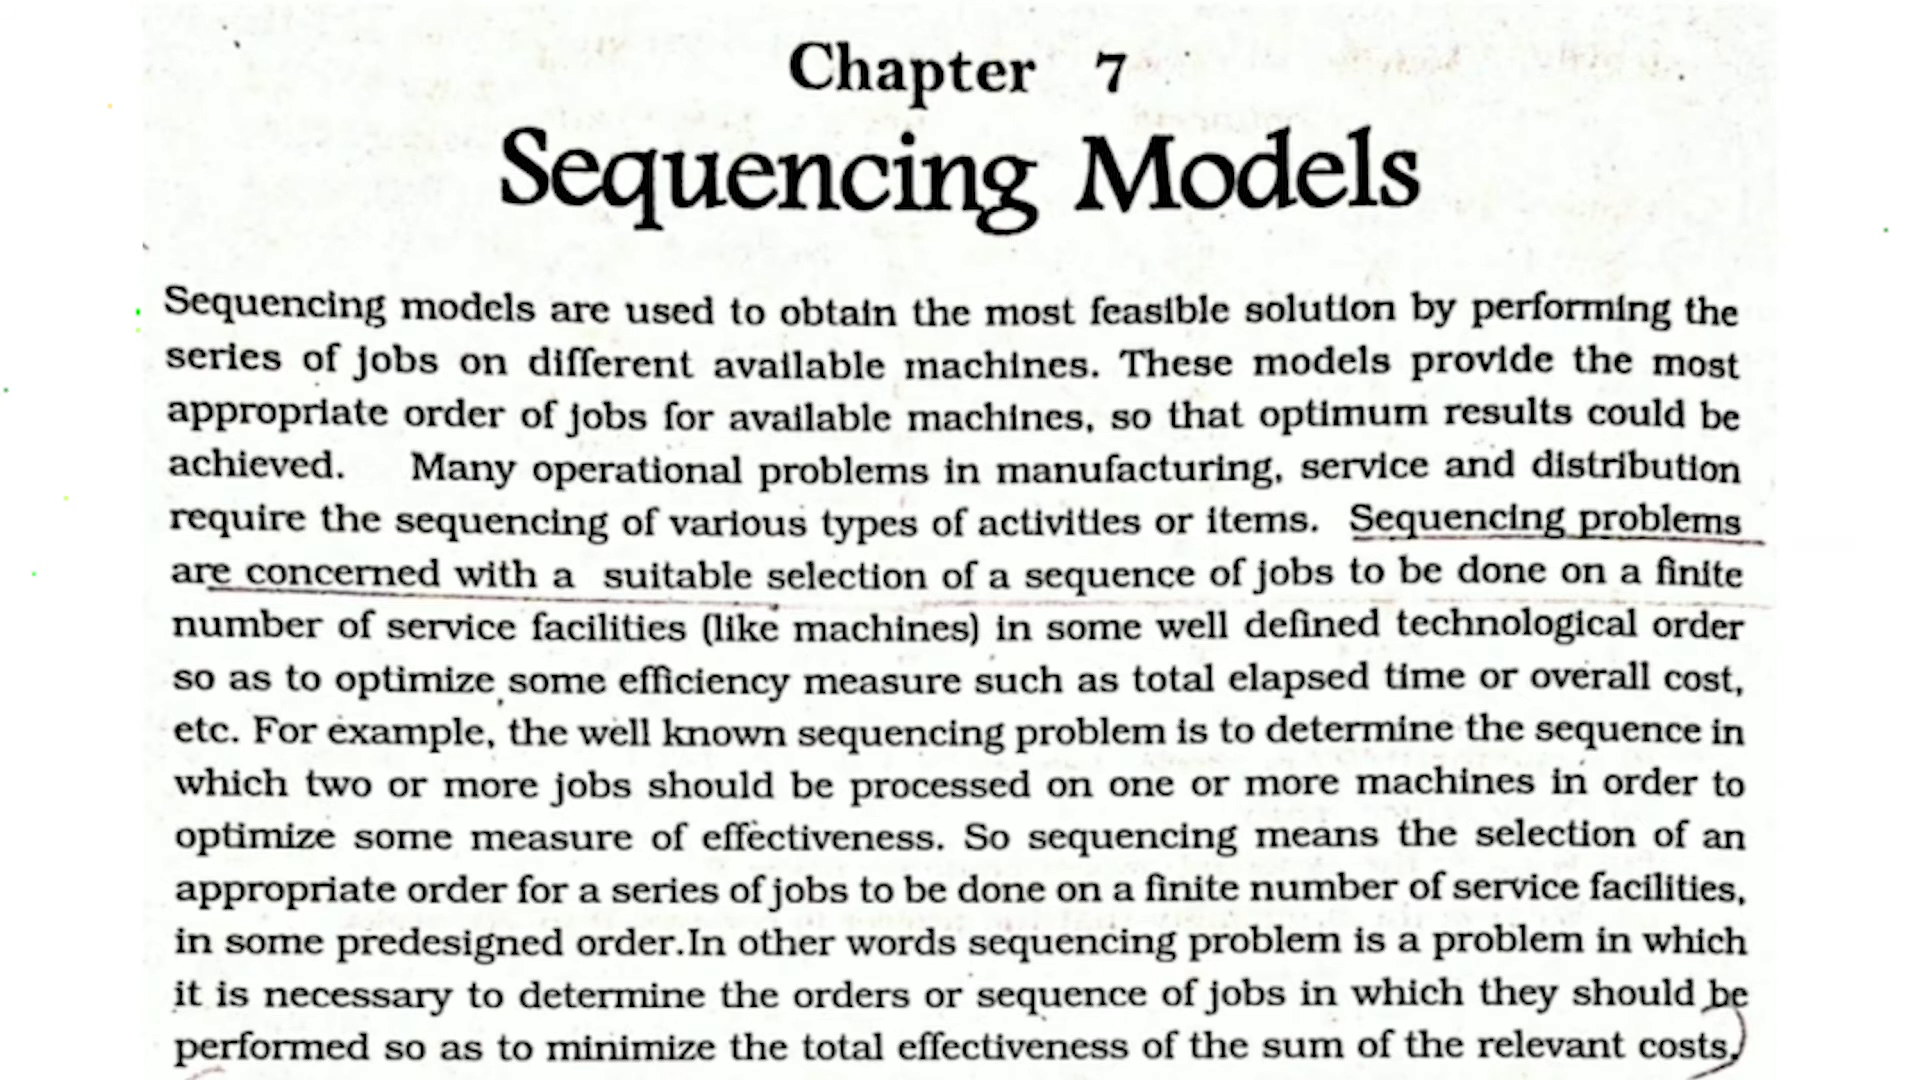 Chapter 7
Sequencing Models
Sequencing models are used to obtain the most feasible solution by performing the
series of jobs on different available machines. These models provide the most
appropriate order of jobs for available machines, so that optimum results could be
achieved. Many operational problems in manufacturing, service and distribution
require the sequencing of various types of activities or items. Sequencing problems
are concerned with a suitable selection of a sequence of jobs to be done on a finite
number of service facilities (like machines) in some well defined technological order
so as to optimize some efficiency measure such as total elapsed time or overall cost,
etc. For example, the well known sequencing problem is to determine the sequence in
which two or more jobs should be processed on one or more machines in order to
optimize some measure of effectiveness. So sequencing means the selection of an
appropriate order for a series of jobs to be done on a finite number of service facilities,
in some predesigned order.In other words sequencing problem is a problem in which
it is necessary to determine the orders or sequence of jobs in which they should be
performed so as to minimize the total effectiveness of the sum of the relevant costs,